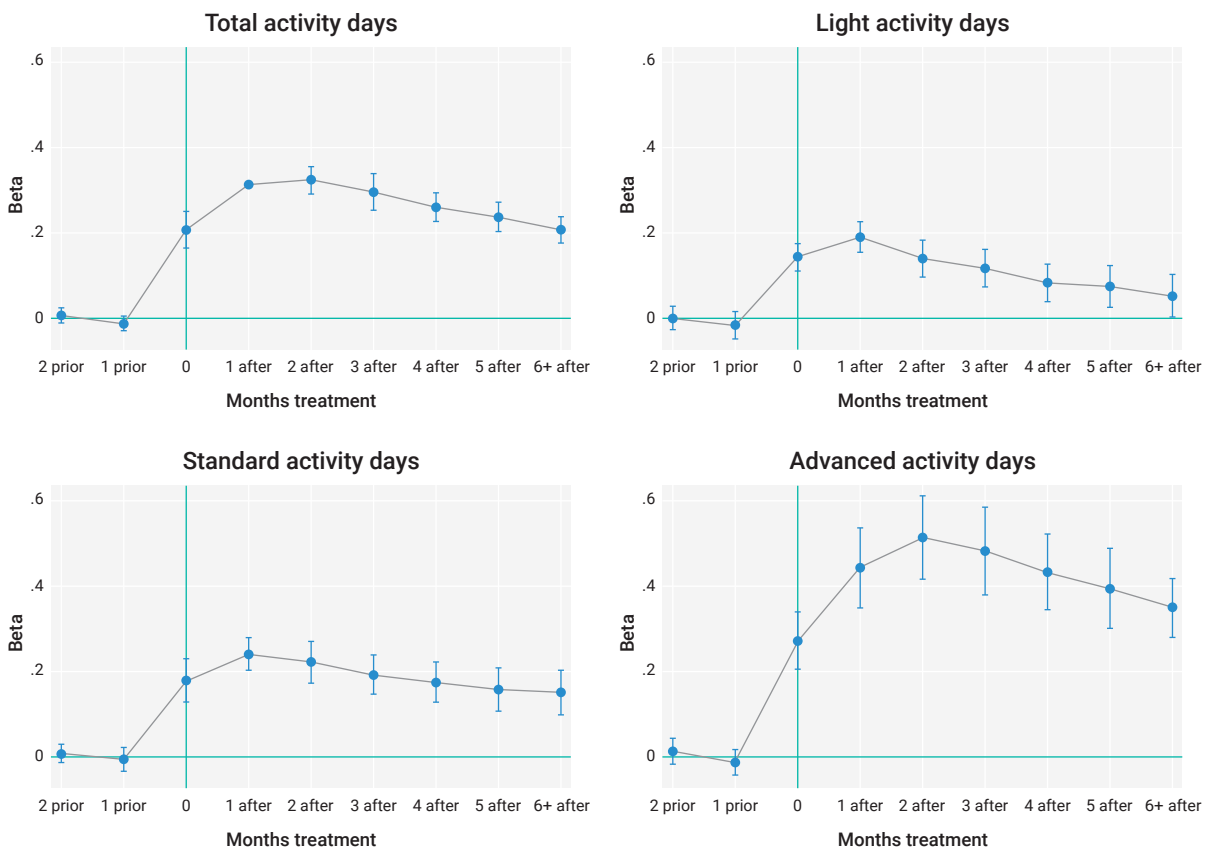 Total activity days
.6
.4
.2
0
Beta
2 prior 1 prior 0 1 after 2 after 3 after 4 after 5 after 6+ after
Months treatment
Light activity days
.6
.4
.2
0
Beta
2 prior 1 prior 0 1 after 2 after 3 after 4 after 5 after 6+ after
Months treatment
Standard activity days
.6
.4
.2
0
Beta
2 prior 1 prior 0 1 after 2 after 3 after 4 after 5 after 6+ after
Months treatment
Advanced activity days
.6
.4
.2
0
Beta
2 prior 1 prior 0 1 after 2 after 3 after 4 after 5 after 6+ after
Months treatment